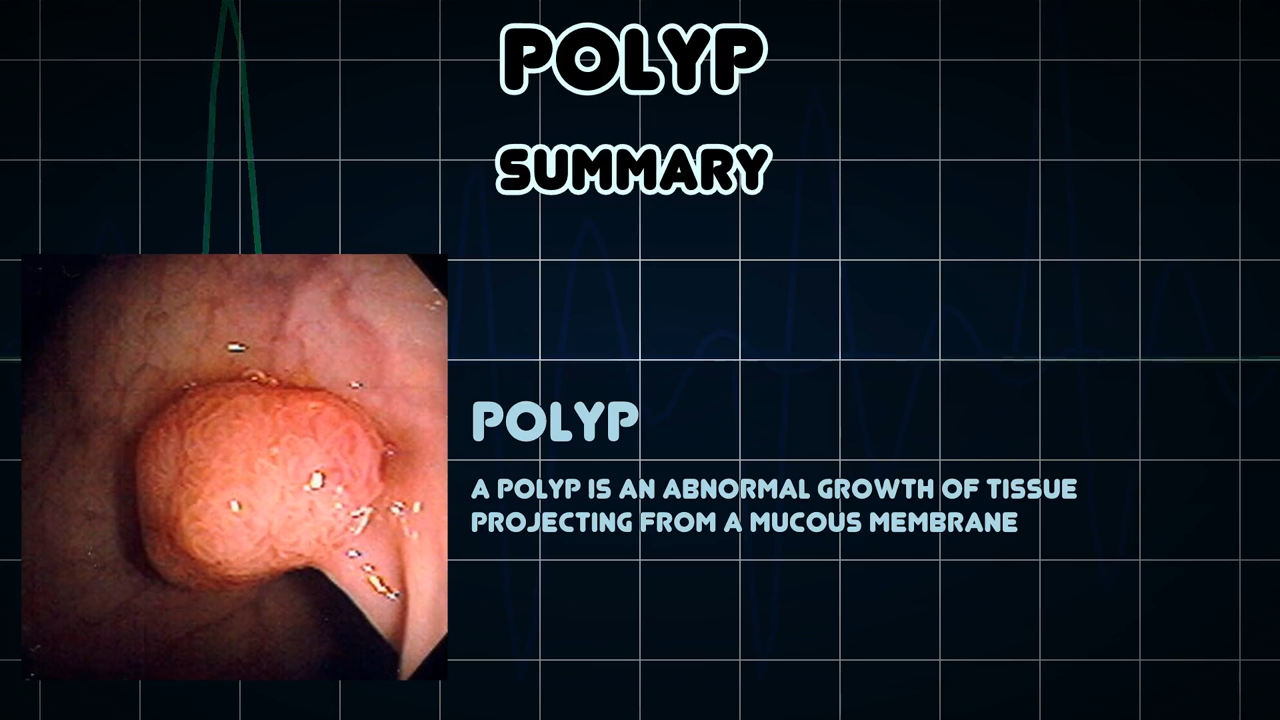 POLYP
SUMMARY
POLYP
A POLYP IS AN ABNORMAL GROWTH OF TISSUE
PROJECTING FROM A MUCOUS MEMBRANE